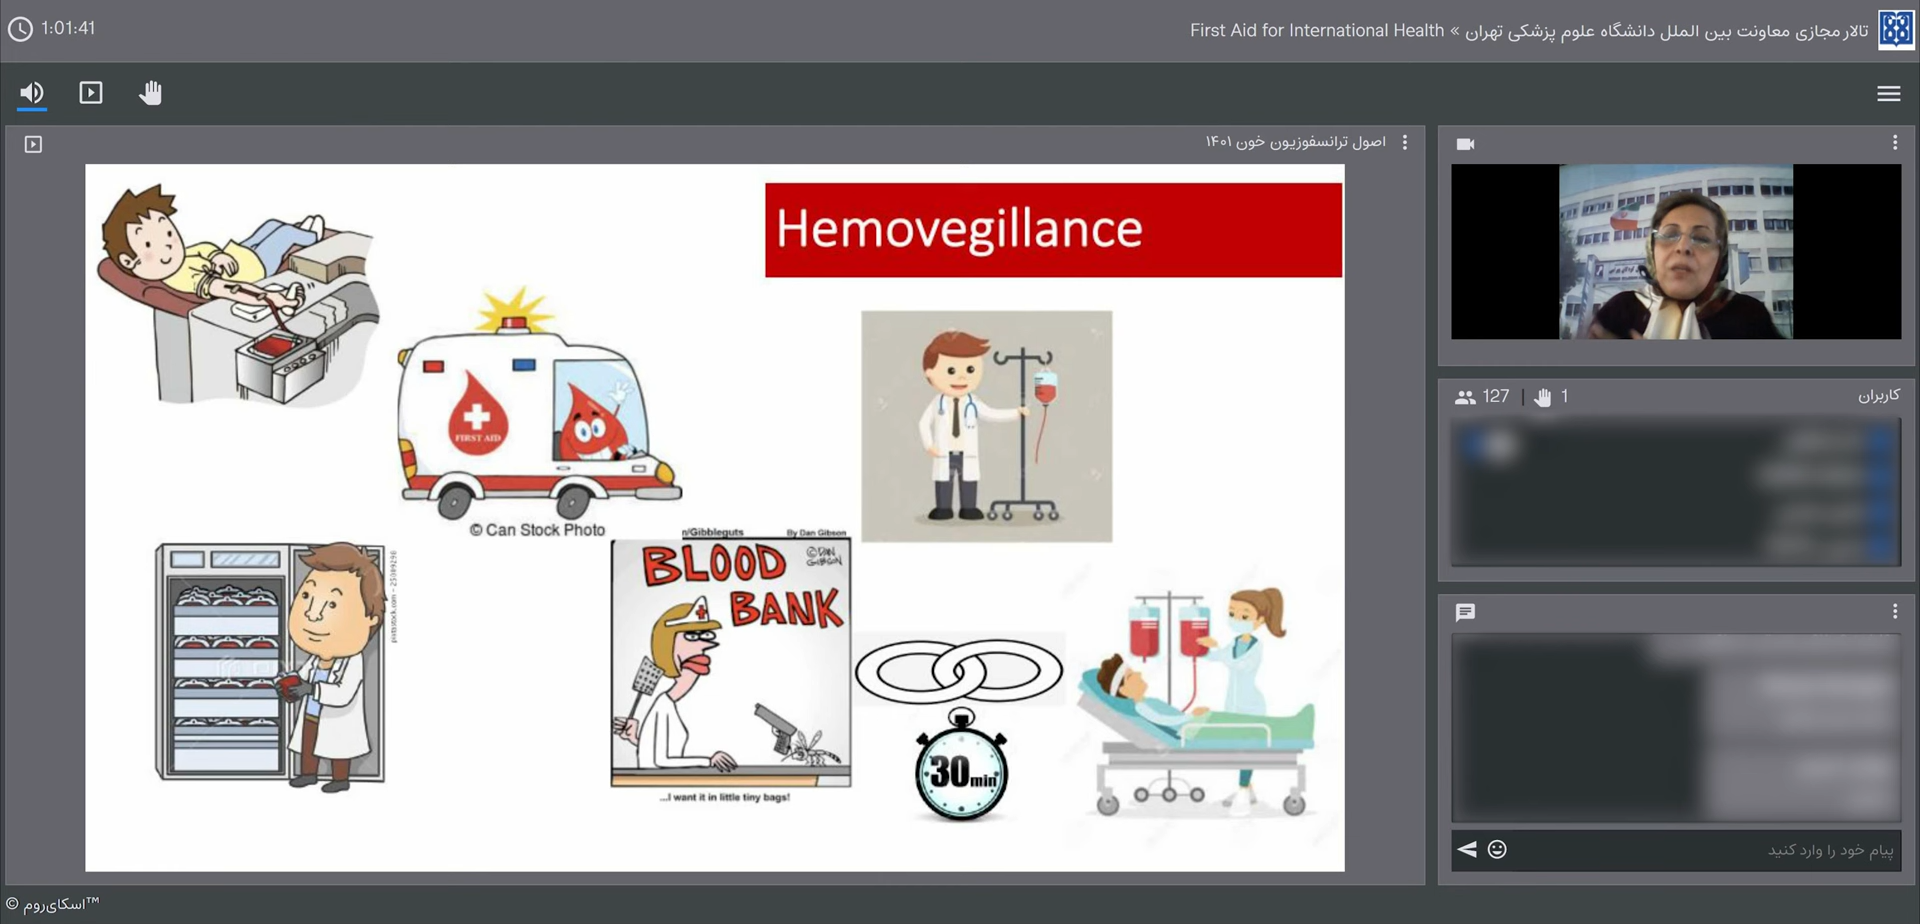 1:01:41
تالار مجازی معاونت بین الملل دانشگاه علوم پزشکی تهران » First Aid for International Health
اصول ترانسفوزیون خون ۱۴۰۱
Hemovegillance
FIRST AID
© Can Stock Photo
n/Gibbleguts
By Dan Gibson
BLOOD
BANK
©DAN
GIBSON
...I want it in little tiny bags!
30min
127 | 1
کاربران
پیام خود را وارد کنید
© اسکای‌روم™